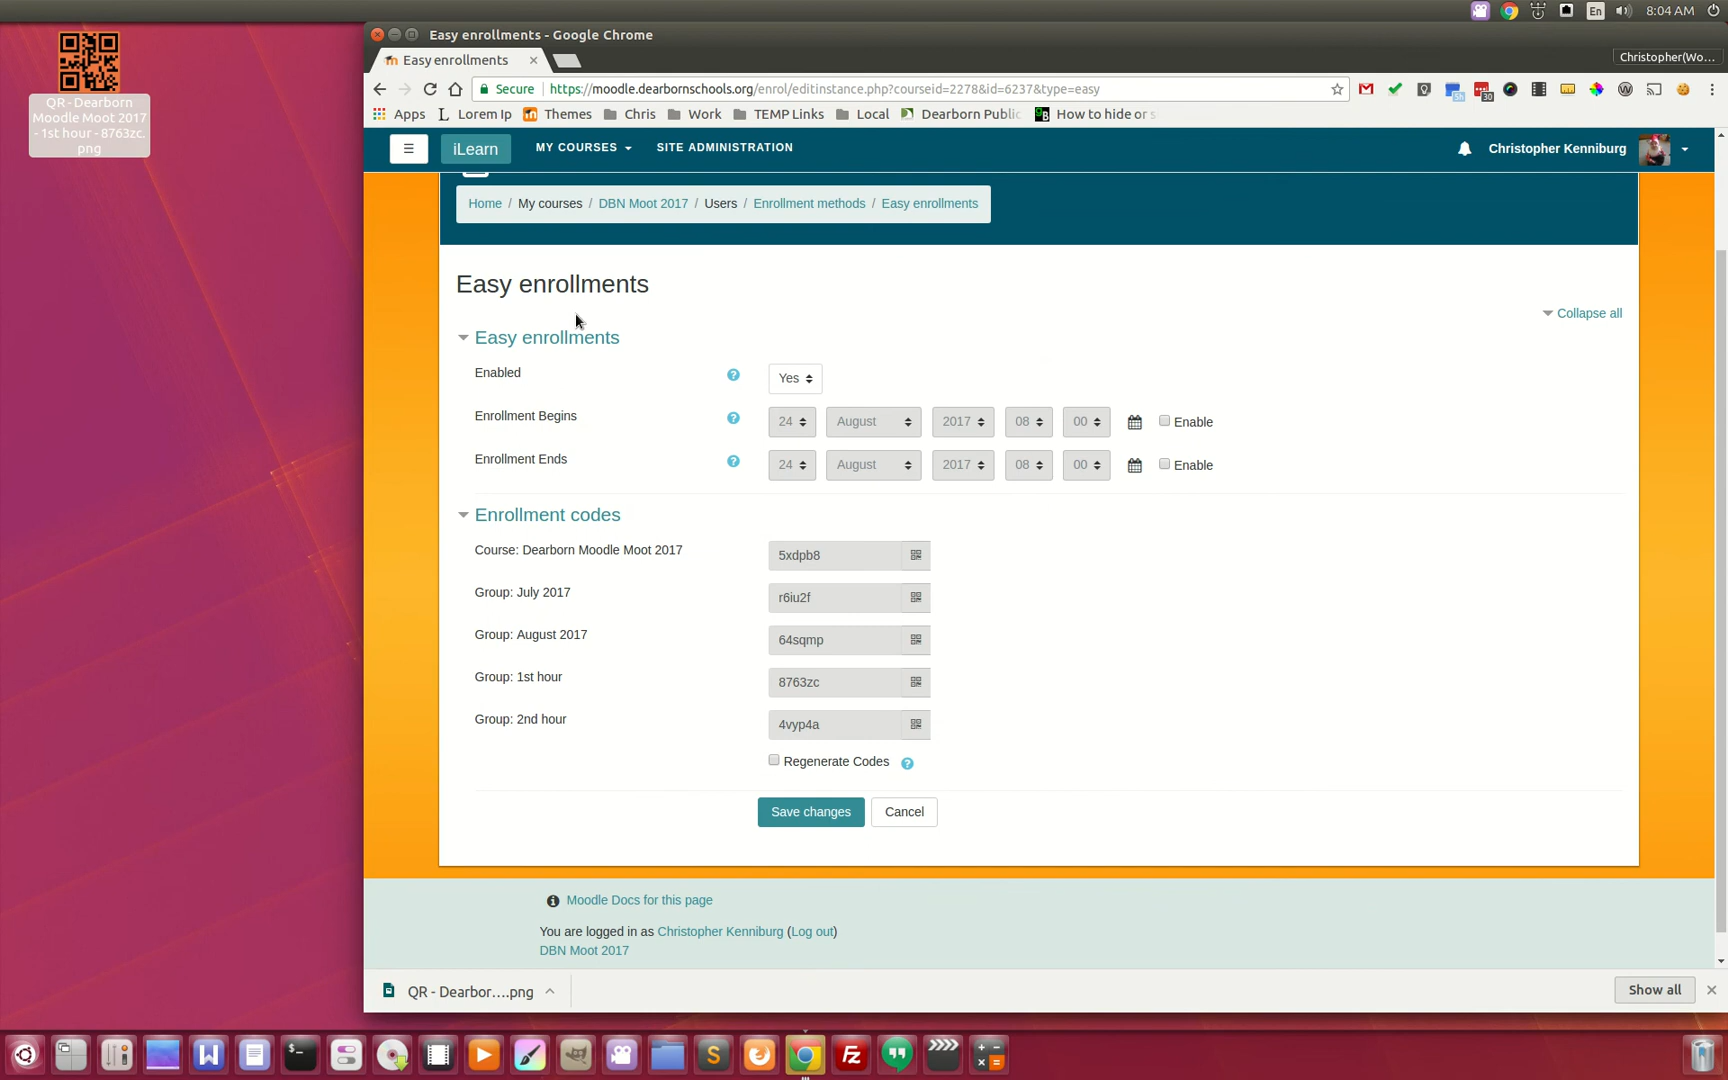 En
8:04 AM
QR - Dearborn
Moodle Moot 2017
- 1st hour - 8763zc.
png
Easy enrollments - Google Chrome
Easy enrollments
Christopher(Wo...
Secure
https://moodle.dearbornschools.org/enrol/editinstance.php?courseid=2278&id=6237&type=easy
5h
30
Apps Lorem Ip Themes Chris Work TEMP Links Local Dearborn Public How to hide or s
iLearn MY COURSES SITE ADMINISTRATION Christopher Kenniburg
Home / My courses / DBN Moot 2017 / Users / Enrollment methods / Easy enrollments
Easy enrollments
Collapse all
Easy enrollments
Enabled ? Yes
Enrollment Begins ? 24 August 2017 08 00 Enable
Enrollment Ends ? 24 August 2017 08 00 Enable
Enrollment codes
Course: Dearborn Moodle Moot 2017 5xdpb8
Group: July 2017 r6iu2f
Group: August 2017 64sqmp
Group: 1st hour 8763zc
Group: 2nd hour 4vyp4a
Regenerate Codes ?
Save changes Cancel
Moodle Docs for this page
You are logged in as Christopher Kenniburg (Log out)
DBN Moot 2017
QR - Dearbor....png
Show all